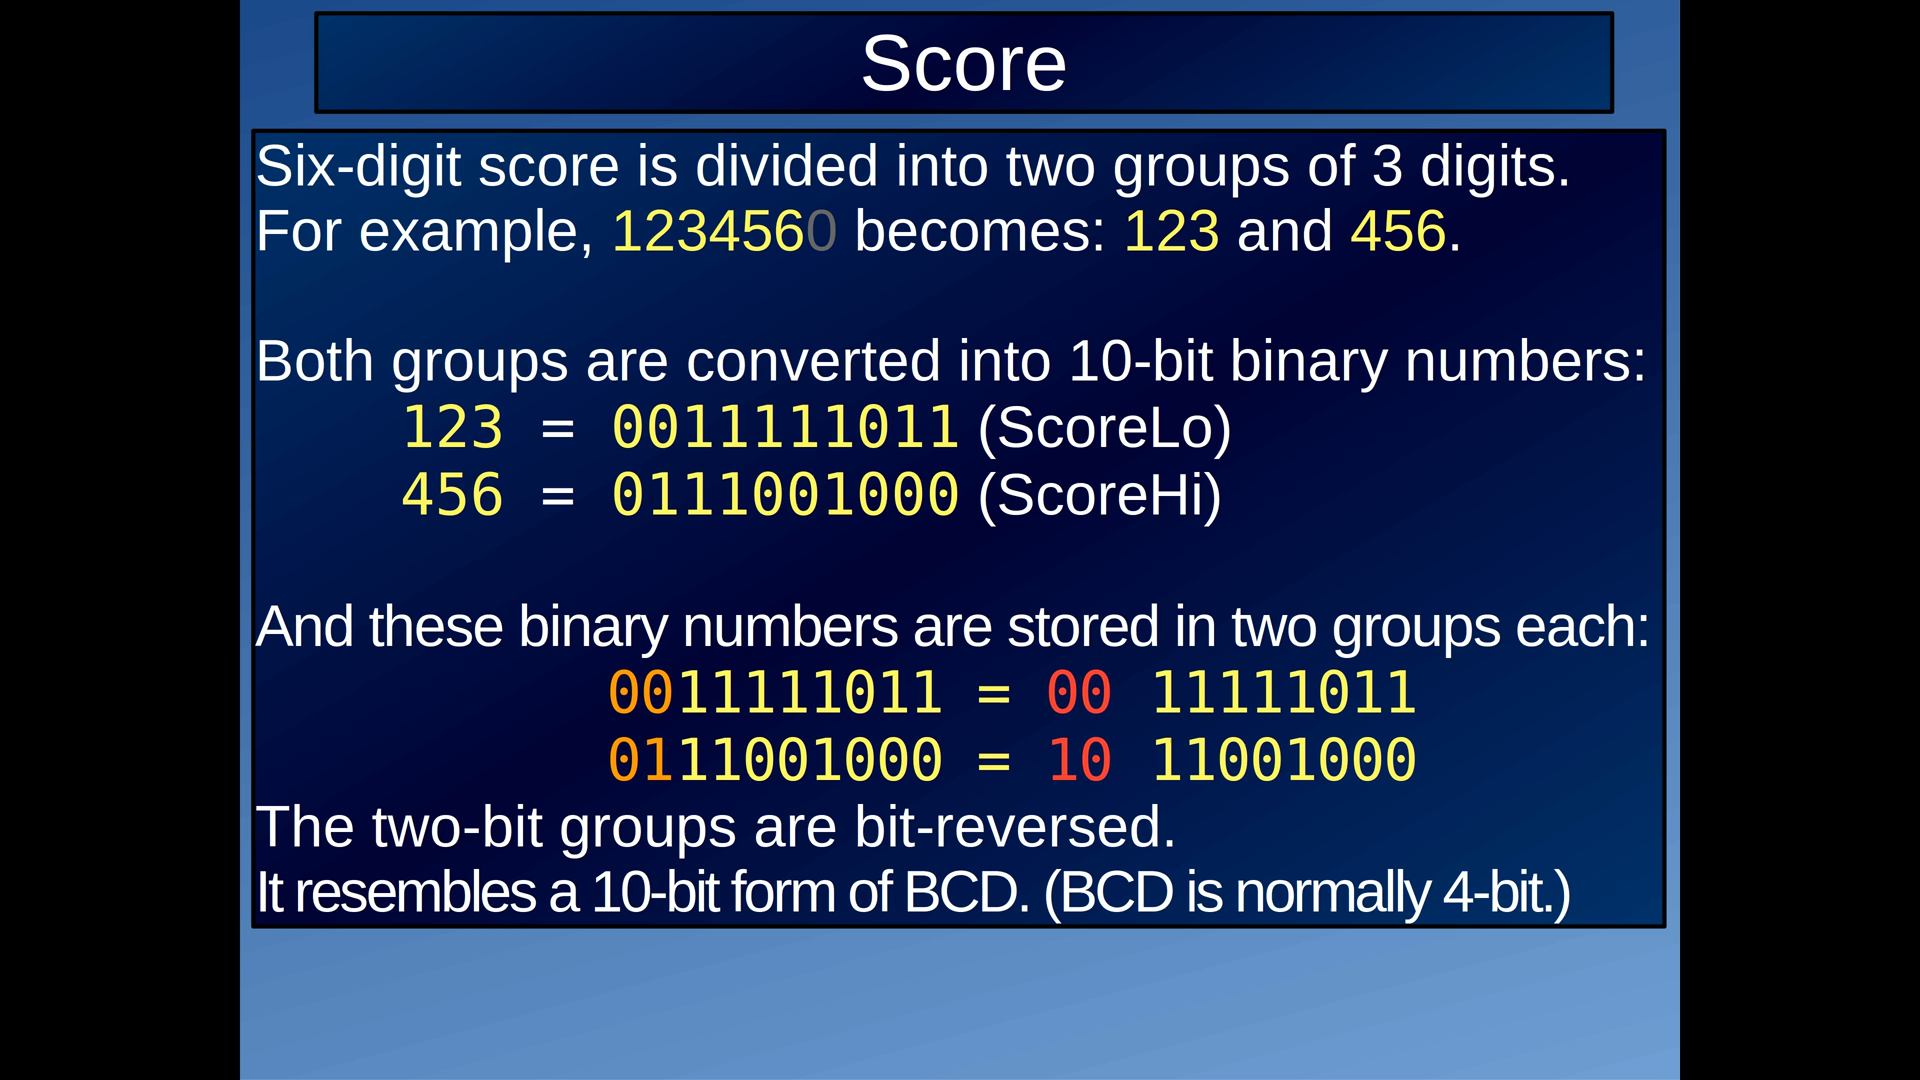 Score
Six-digit score is divided into two groups of 3 digits.
For example, 1234560 becomes: 123 and 456.
Both groups are converted into 10-bit binary numbers:
123 = 0011111011 (ScoreLo)
456 = 0111001000 (ScoreHi)
And these binary numbers are stored in two groups each:
0011111011 = 00 11111011
0111001000 = 10 11001000
The two-bit groups are bit-reversed.
It resembles a 10-bit form of BCD. (BCD is normally 4-bit.)